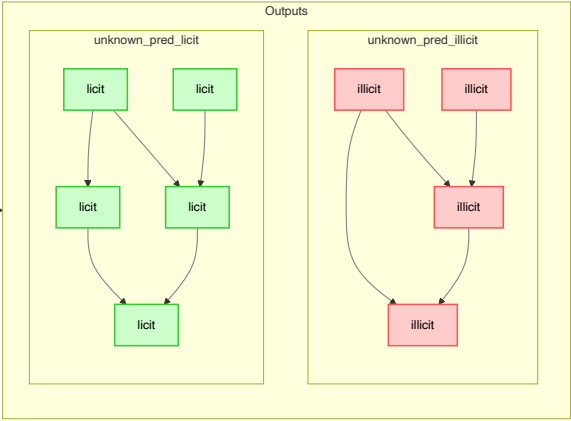 Outputs
unknown_pred_licit
unknown_pred_illicit
licit
licit
illicit
illicit
licit
licit
illicit
licit
illicit